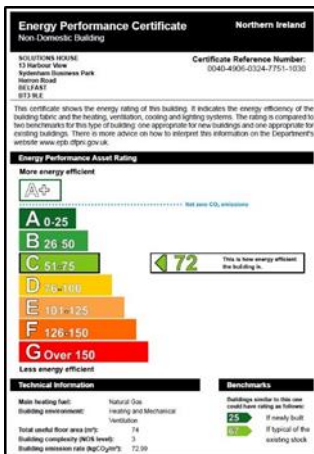 Energy Performance Certificate
Northern Ireland
Non-Domestic Building
SOLUTIONS HOUSE
13 Harbour View
Sydenham Business Park
Heron Road
BELFAST
BT3 9LE
Certificate Reference Number:
0040-4906-0324-7751-1030
This certificate shows the energy rating of this building. It indicates the energy efficiency of the
building fabric and the heating, ventilation, cooling and lighting systems. The rating is compared to
two benchmarks for this type of building: one appropriate for new buildings and one appropriate for
existing buildings. There is more advice on how to interpret this information on the Department's
website www.epb.dfpni.gov.uk.
Energy Performance Asset Rating
More energy efficient
A+
Net zero CO₂ emissions
A 0-25
B 26-50
C 51-75
72
This is how energy efficient
the building is.
D 76-100
E 101-125
F 126-150
G Over 150
Less energy efficient
Technical Information
Main heating fuel: Natural Gas
Building environment: Heating and Mechanical
Ventilation
Total useful floor area (m²): 74
Building complexity (NOS level): 3
Building emission rate (kgCO₂/m²): 72.99
Benchmarks
Buildings similar to this one
could have rating as follows:
25 If newly built
67 If typical of the
existing stock